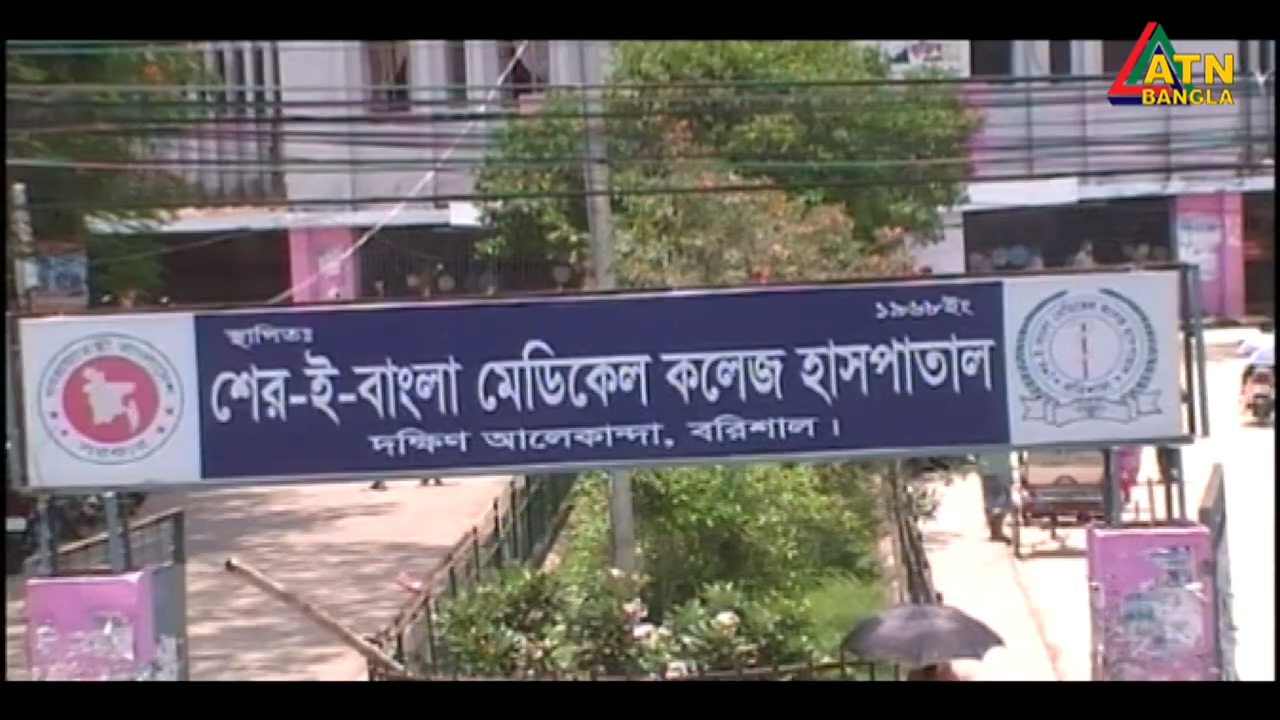 ATN
BANGLA
স্থাপিতঃ ১৯৬৮ইং
শের-ই-বাংলা মেডিকেল কলেজ হাসপাতাল
দক্ষিণ আলেকান্দা, বরিশাল।